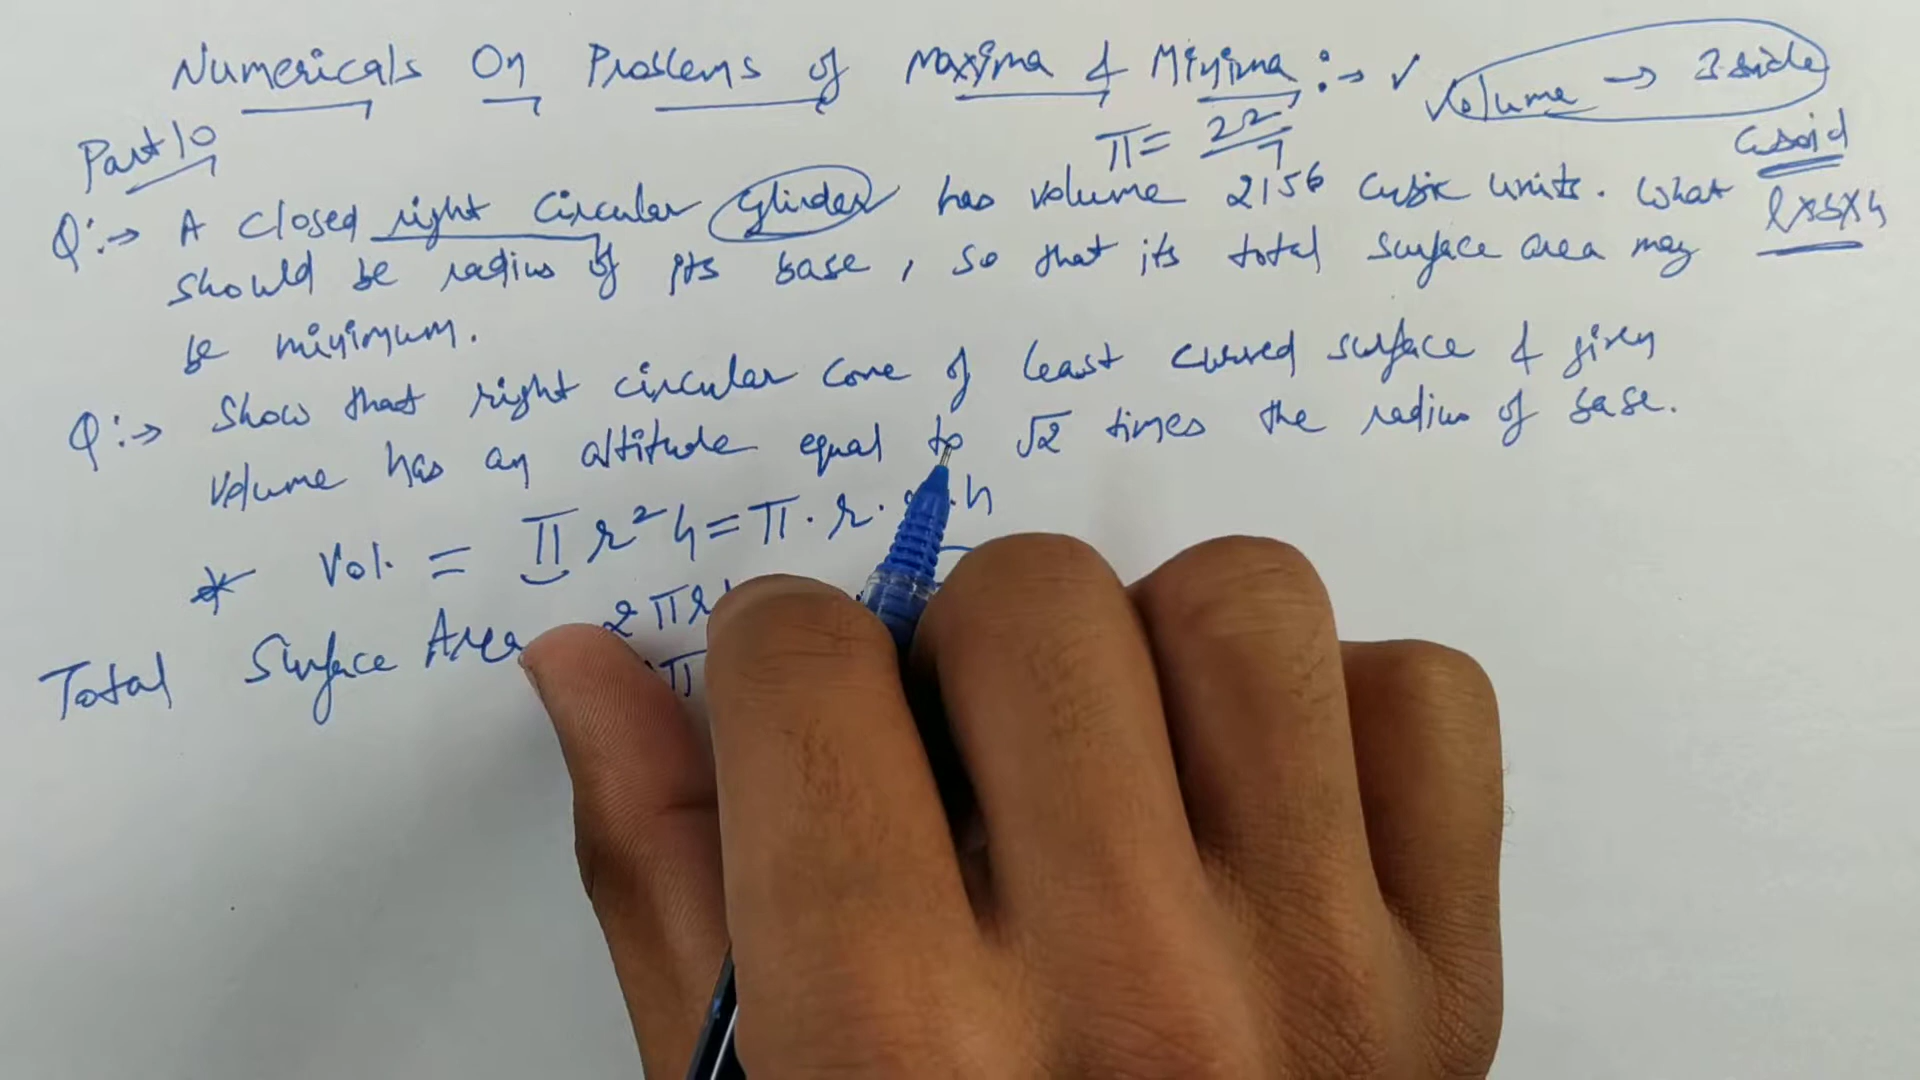 Numericals On Problems of Maxima & Minima :→ ✓ Volume → 3 side
Part 10
π = 22/7
Cuboid
Q:→ A closed right circular cylinder has volume 2156 cubic units. What
l×b×h
should be radius of its base, so that its total surface area may
be minimum.
Q:→ Show that right circular cone of least curved surface & given
volume has an altitude equal to √2 times the radius of base.
* Vol. = πr²h = π.r. .h
Total Surface Area 2πr
π